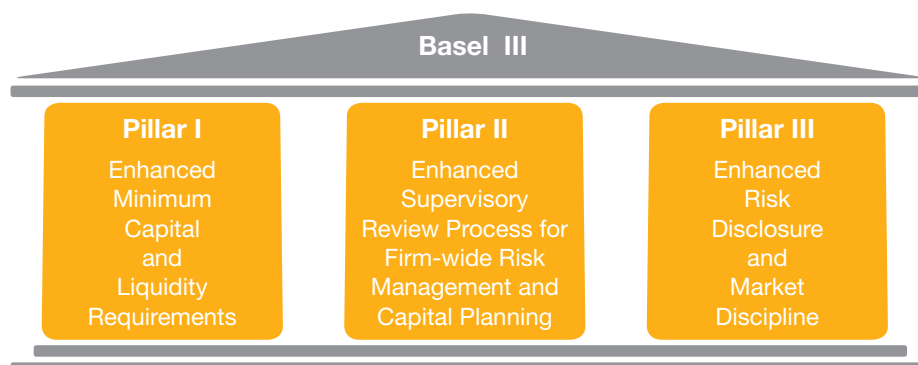 Basel III
Pillar I
Enhanced
Minimum
Capital
and
Liquidity
Requirements
Pillar II
Enhanced
Supervisory
Review Process for
Firm-wide Risk
Management and
Capital Planning
Pillar III
Enhanced
Risk
Disclosure
and
Market
Discipline